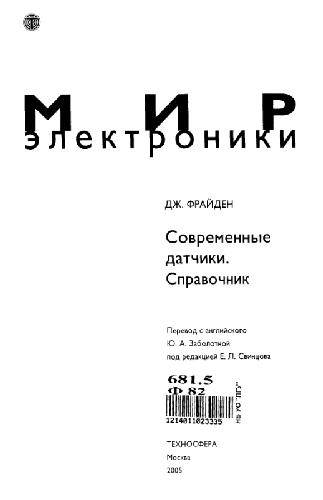 МИР
электроники
ДЖ. ФРАЙДЕН
Современные
датчики.
Справочник
Перевод с английского
Ю. А. Заболотной
под редакцией Е. Л. Свинцова
681.5
Ф 82
1214011023335
ТЕХНОСФЕРА
Москва
2005